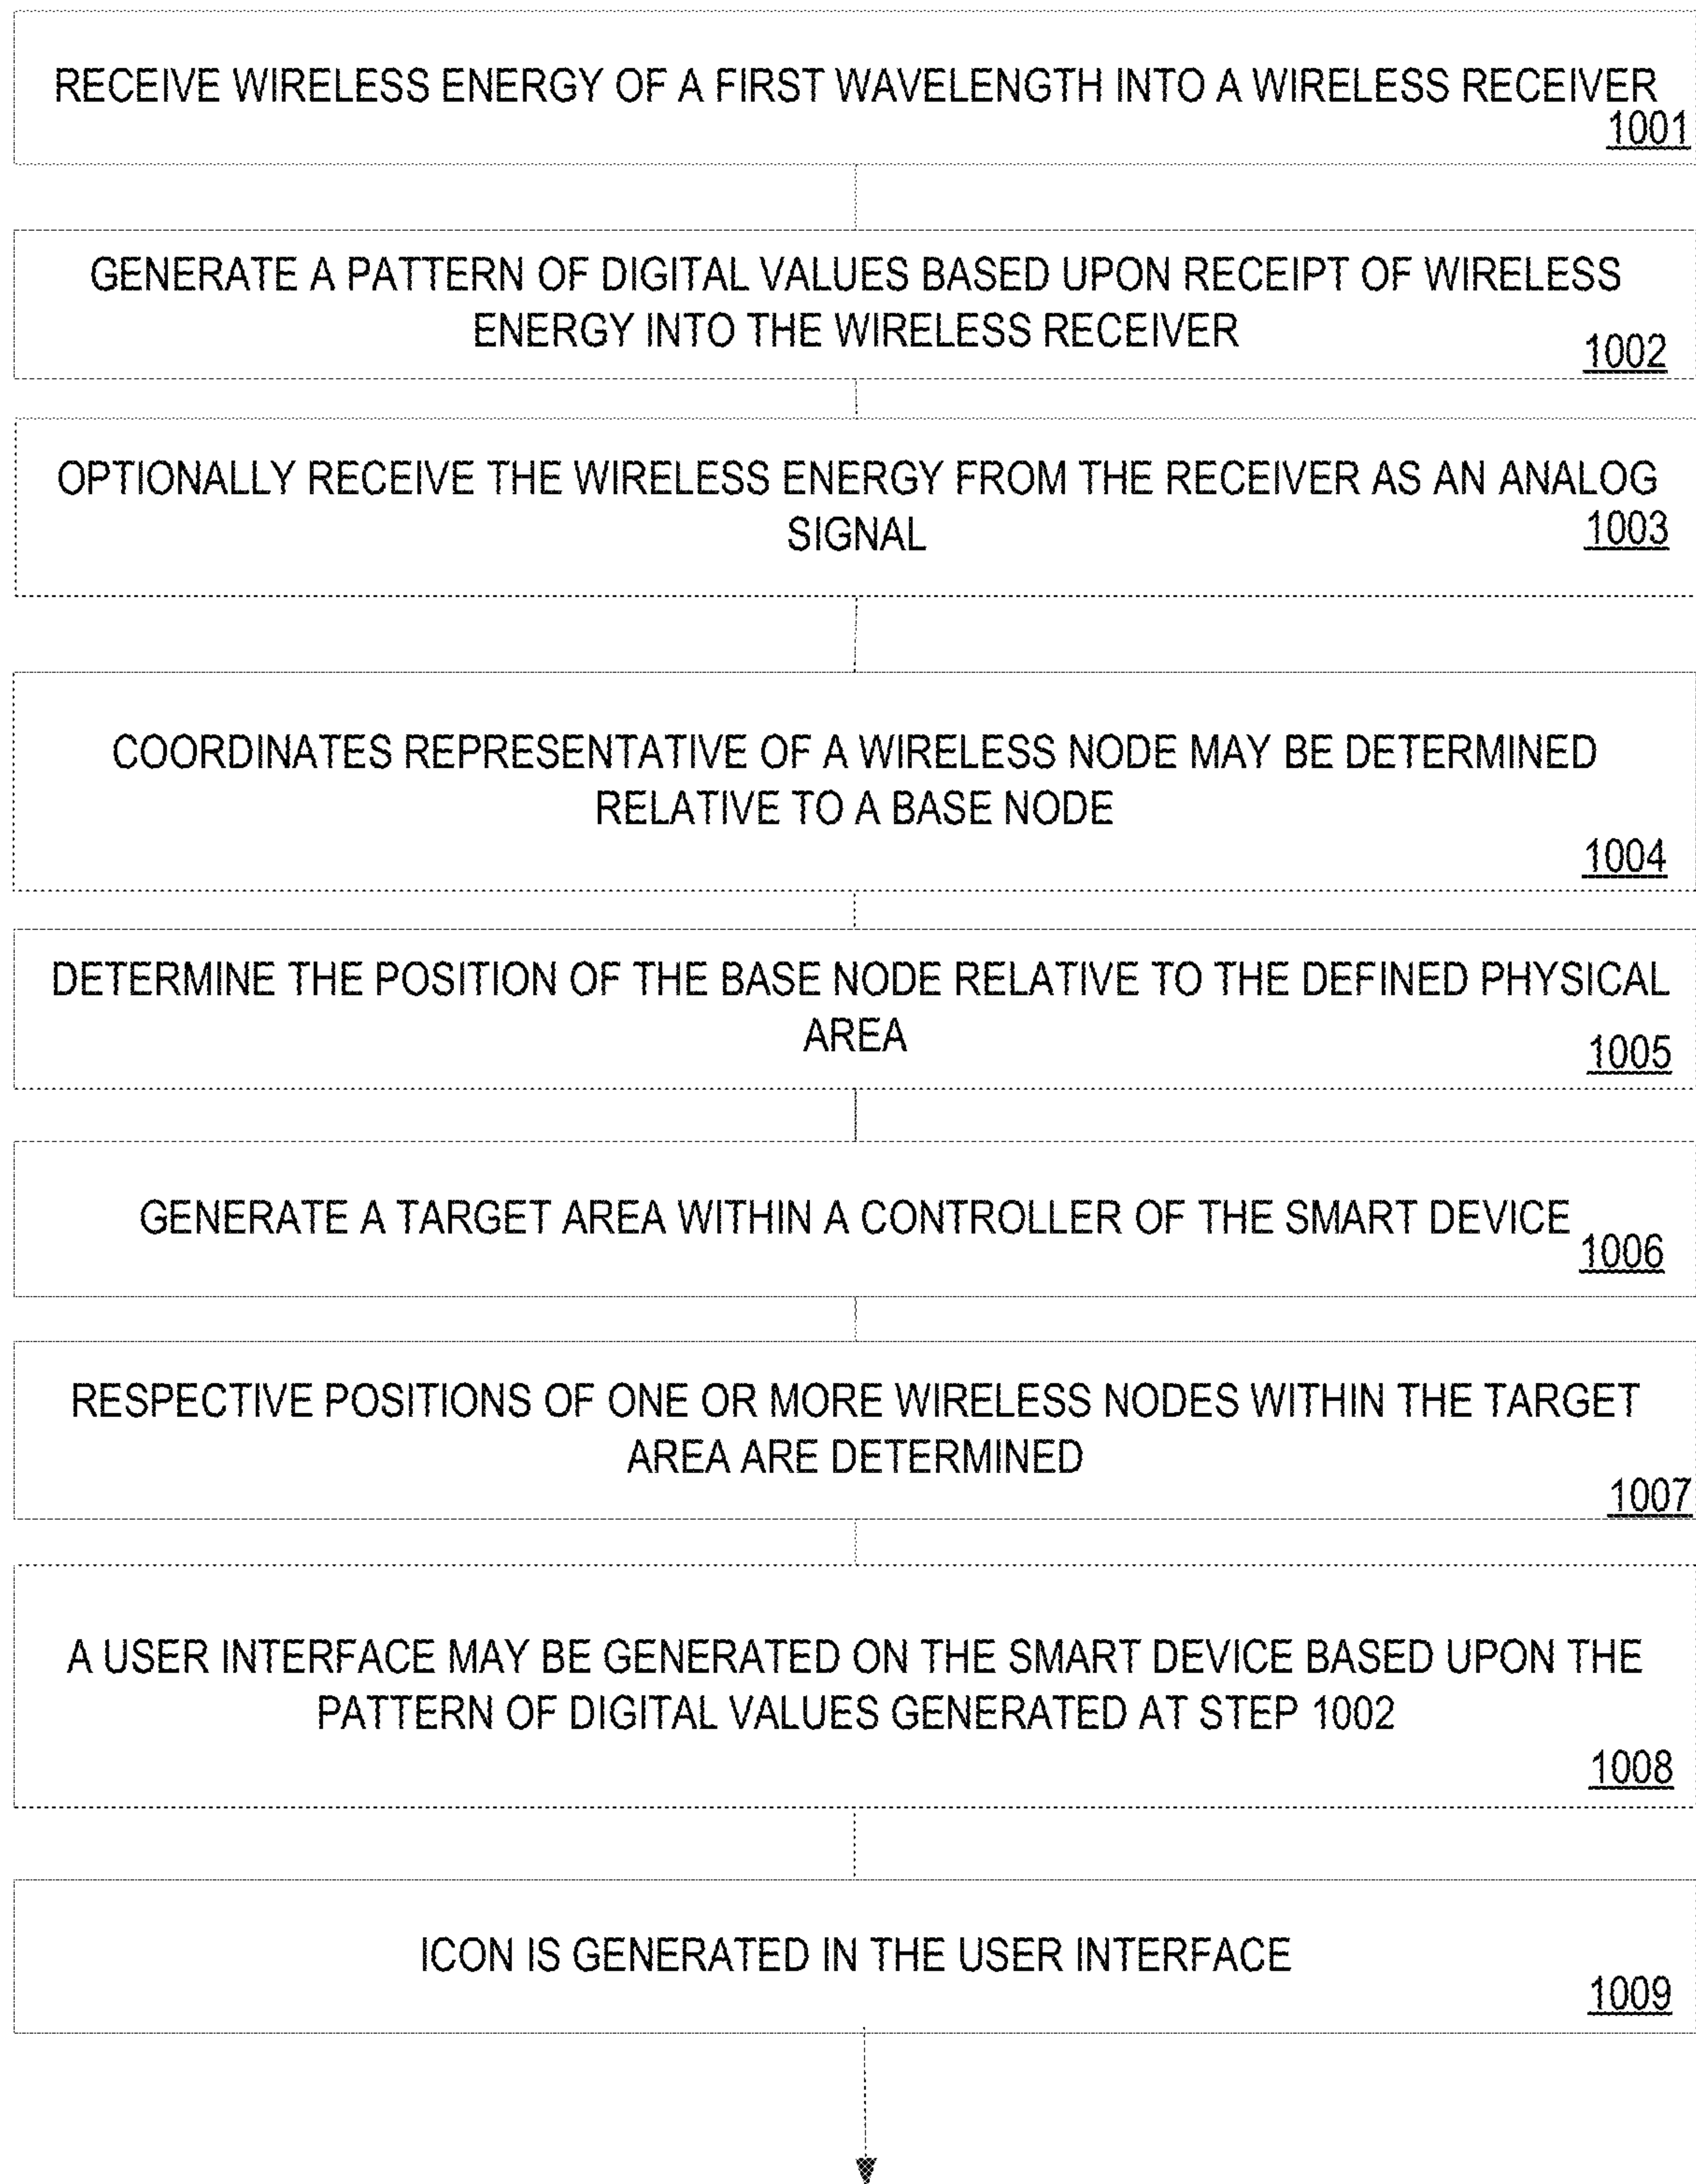 RECEIVE WIRELESS ENERGY OF A FIRST WAVELENGTH INTO A WIRELESS RECEIVER
1001
GENERATE A PATTERN OF DIGITAL VALUES BASED UPON RECEIPT OF WIRELESS
ENERGY INTO THE WIRELESS RECEIVER
1002
OPTIONALLY RECEIVE THE WIRELESS ENERGY FROM THE RECEIVER AS AN ANALOG
SIGNAL
1003
COORDINATES REPRESENTATIVE OF A WIRELESS NODE MAY BE DETERMINED
RELATIVE TO A BASE NODE
1004
DETERMINE THE POSITION OF THE BASE NODE RELATIVE TO THE DEFINED PHYSICAL
AREA
1005
GENERATE A TARGET AREA WITHIN A CONTROLLER OF THE SMART DEVICE
1006
RESPECTIVE POSITIONS OF ONE OR MORE WIRELESS NODES WITHIN THE TARGET
AREA ARE DETERMINED
1007
A USER INTERFACE MAY BE GENERATED ON THE SMART DEVICE BASED UPON THE
PATTERN OF DIGITAL VALUES GENERATED AT STEP 1002
1008
ICON IS GENERATED IN THE USER INTERFACE
1009